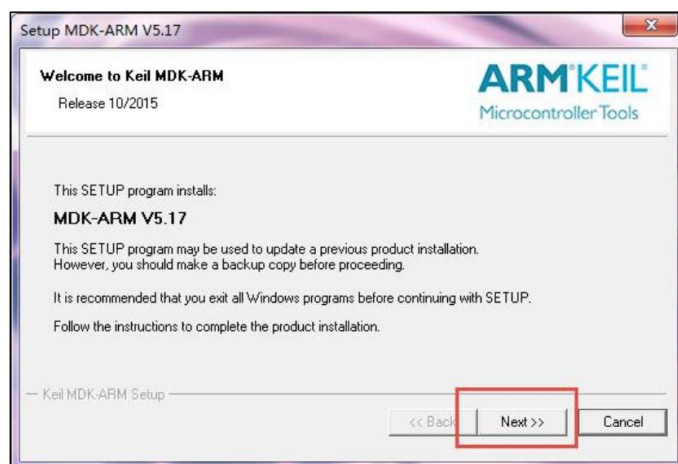 Setup MDK-ARM V5.17
Welcome to Keil MDK-ARM
Release 10/2015
ARM KEIL
Microcontroller Tools
This SETUP program installs:
MDK-ARM V5.17
This SETUP program may be used to update a previous product installation.
However, you should make a backup copy before proceeding.
It is recommended that you exit all Windows programs before continuing with SETUP.
Follow the instructions to complete the product installation.
Keil MDK-ARM Setup
<< Back
Next >>
Cancel